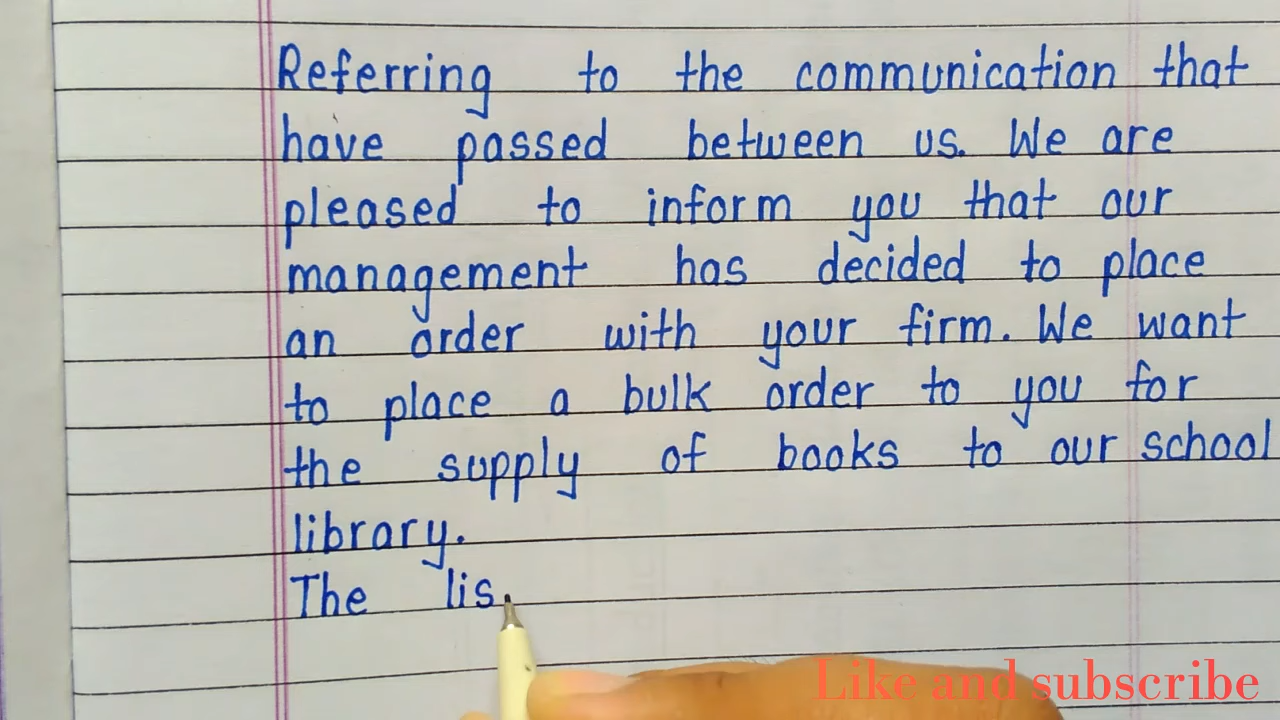 Referring to the communication that
have passed between us. We are
pleased to inform you that our
management has decided to place
an order with your firm. We want
to place a bulk order to you for
the supply of books to our school
library.
The lis
Like and subscribe